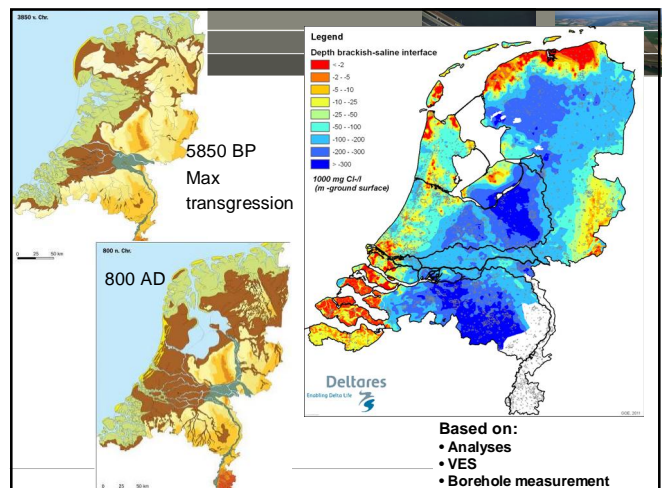 3850 v. Chr.
5850 BP
Max
transgression
0 25 50 km
800 n. Chr.
800 AD
0 25 50 km
Legend
Depth brackish-saline interface
< -2
-2 - -5
-5 - -10
-10 - -25
-25 - -50
-50 - -100
-100 - -200
-200 - -300
> -300
1000 mg Cl-/l
(m -ground surface)
Deltares
Enabling Delta Life
Based on:
• Analyses
• VES
• Borehole measurement